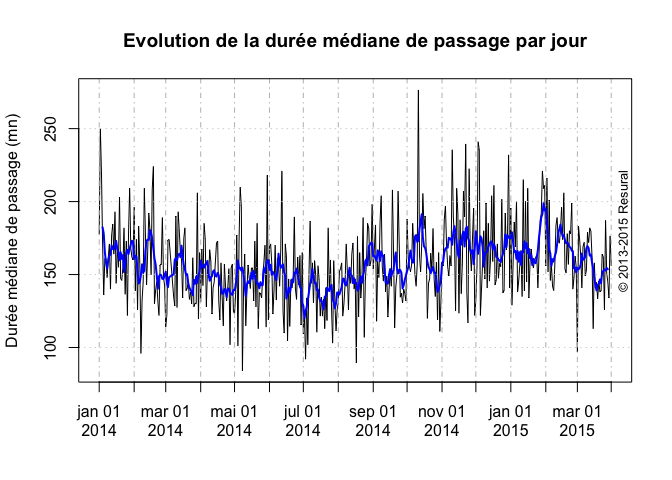 Evolution de la durée médiane de passage par jour
Durée médiane de passage (mn)
250
200
150
100
jan 01 mar 01 mai 01 jul 01 sep 01 nov 01 jan 01 mar 01
2014 2014 2014 2014 2014 2014 2015 2015
© 2013-2015 Resural